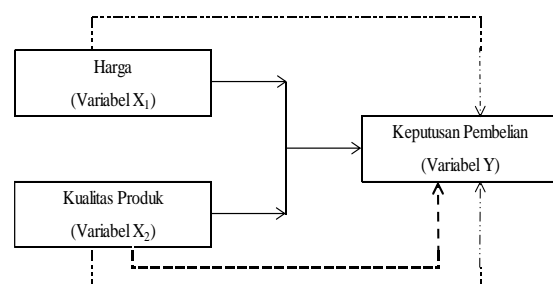 Harga
(Variabel X₁)
Keputusan Pembelian
(Variabel Y)
Kualitas Produk
(Variabel X₂)